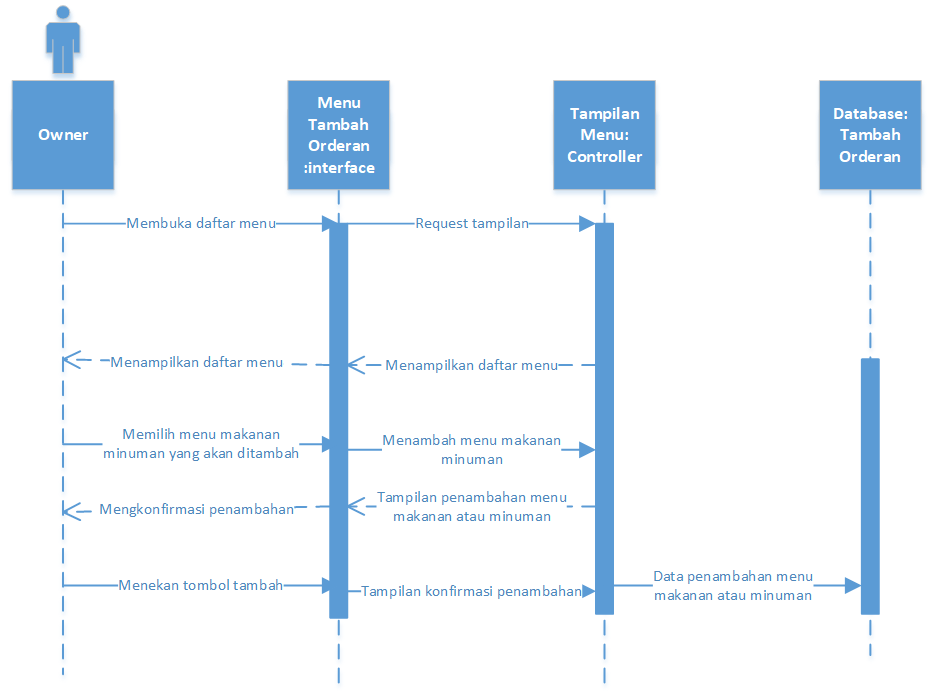 Owner
Menu
Tambah
Orderan
:interface
Tampilan
Menu:
Controller
Database:
Tambah
Orderan
Membuka daftar menu
Request tampilan
Menampilkan daftar menu
Menampilkan daftar menu
Memilih menu makanan
minuman yang akan ditambah
Menambah menu makanan
minuman
Mengkonfirmasi penambahan
Tampilan penambahan menu
makanan atau minuman
Menekan tombol tambah
Tampilan konfirmasi penambahan
Data penambahan menu
makanan atau minuman